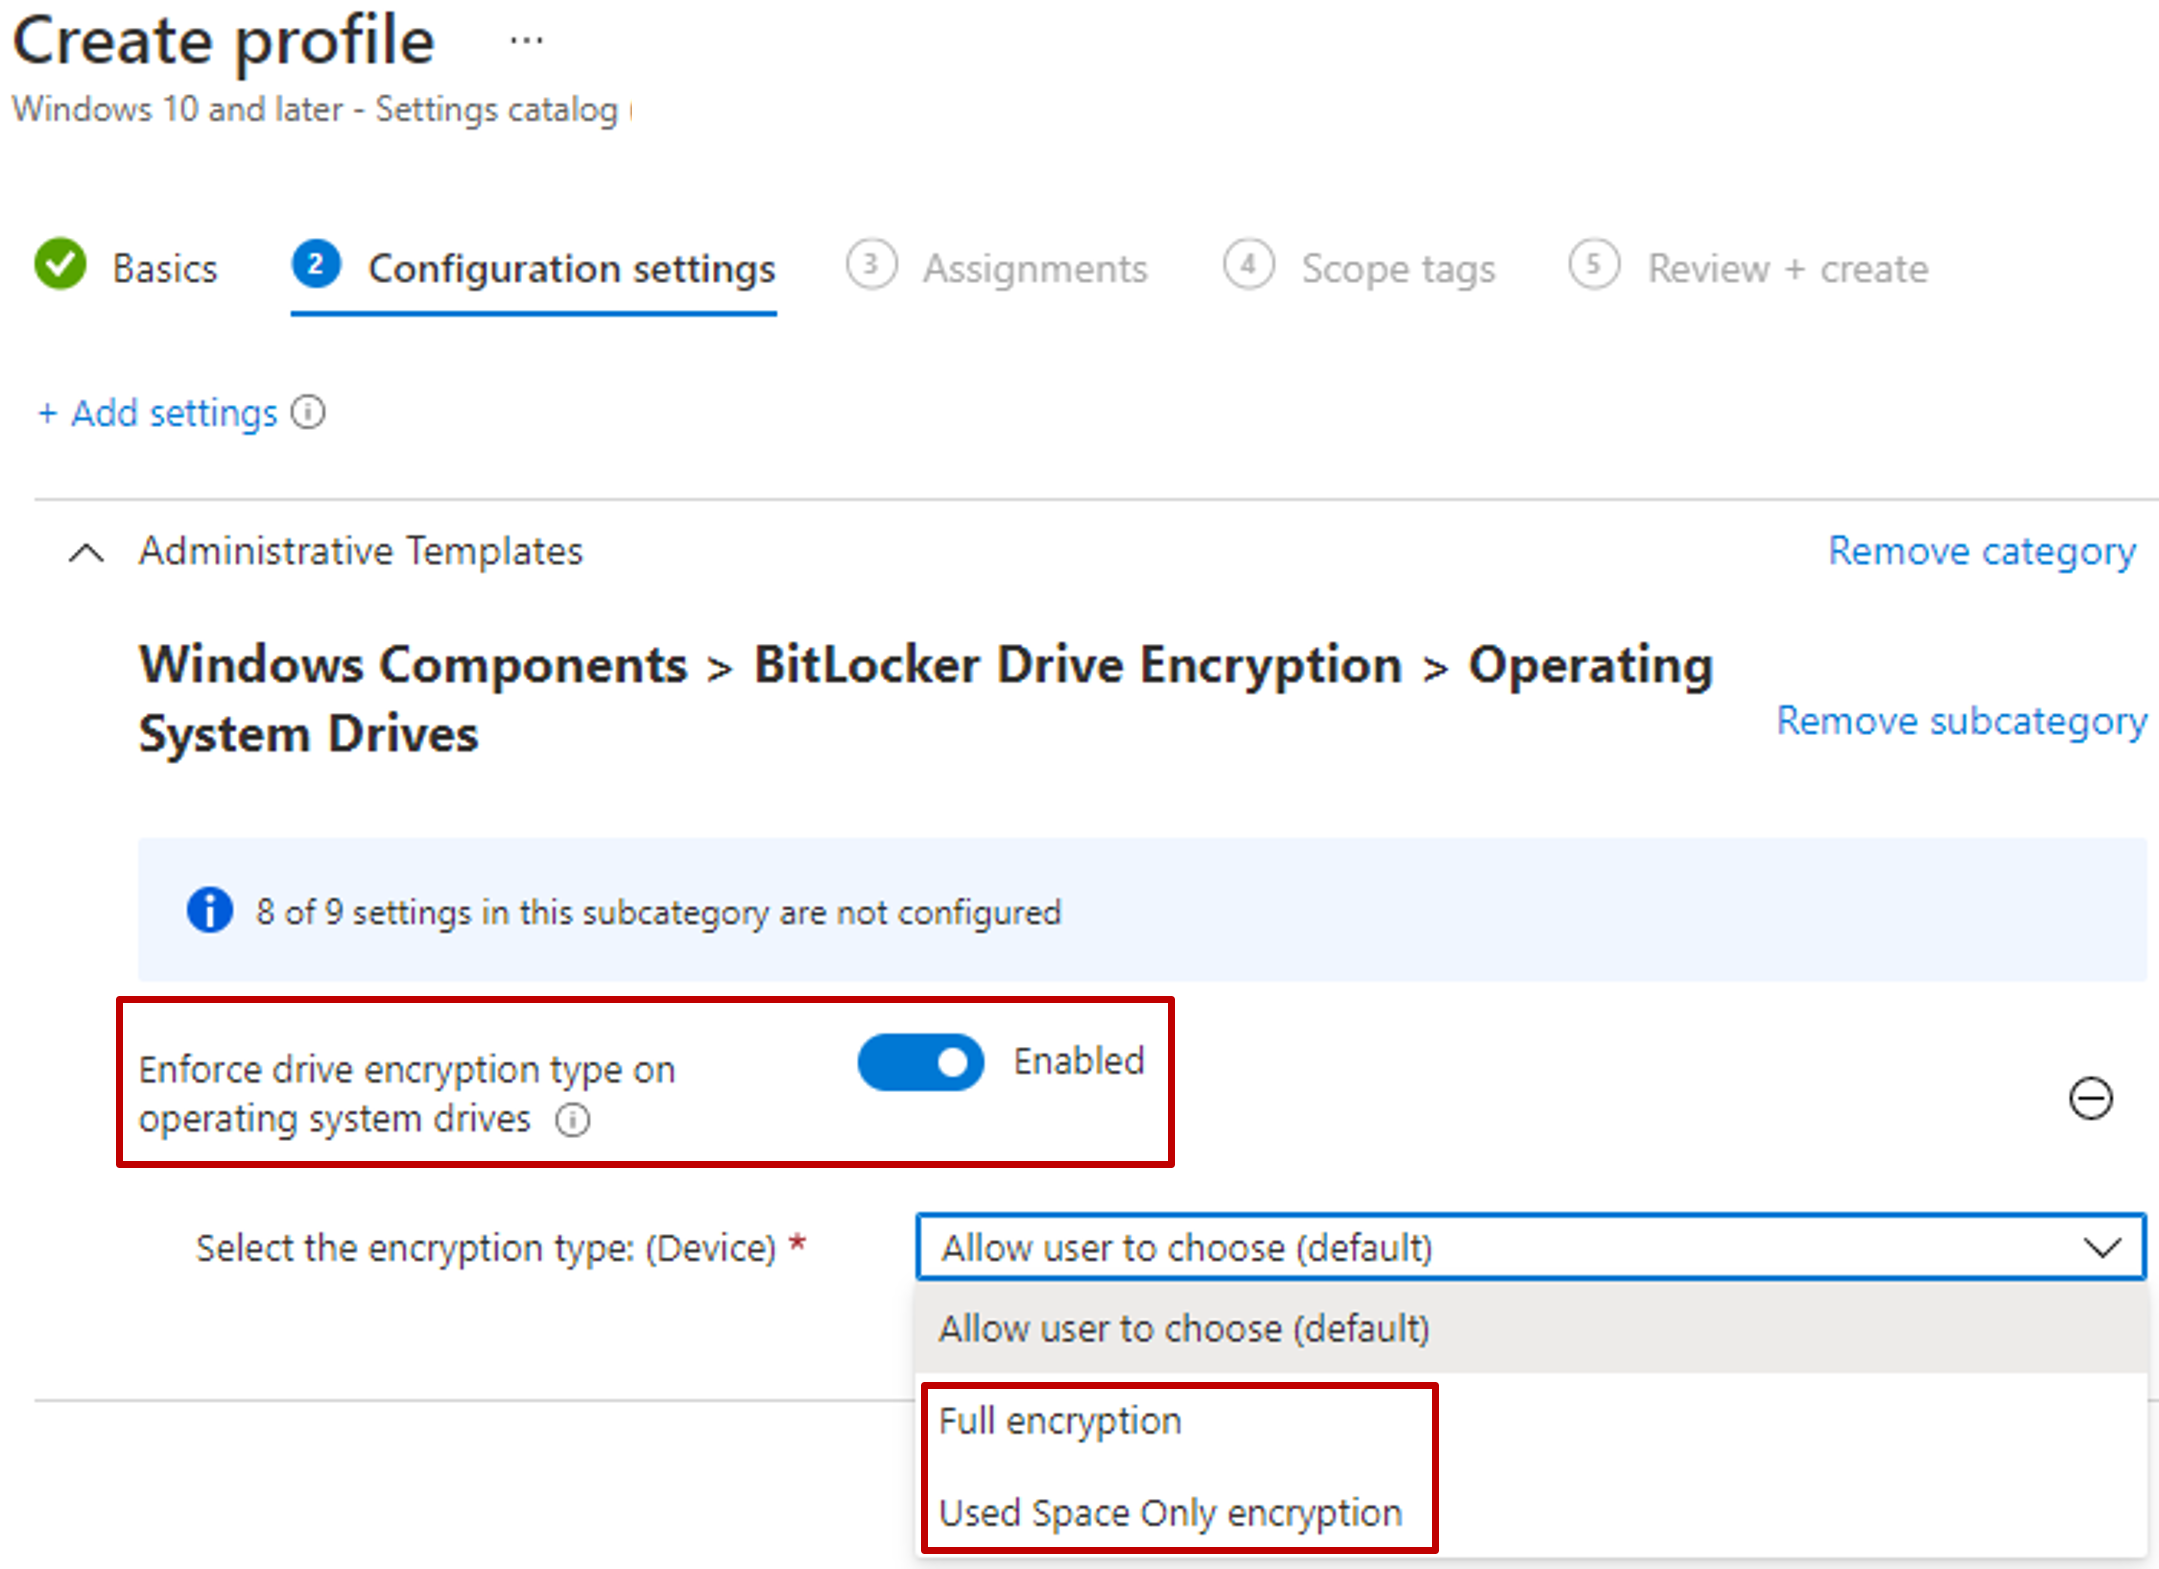 Create profile ...
Windows 10 and later - Settings catalog
Basics 2 Configuration settings 3 Assignments 4 Scope tags 5 Review + create
+ Add settings
Administrative Templates Remove category
Windows Components > BitLocker Drive Encryption > Operating
System Drives Remove subcategory
8 of 9 settings in this subcategory are not configured
Enforce drive encryption type on Enabled
operating system drives
Select the encryption type: (Device) * Allow user to choose (default)
Allow user to choose (default)
Full encryption
Used Space Only encryption